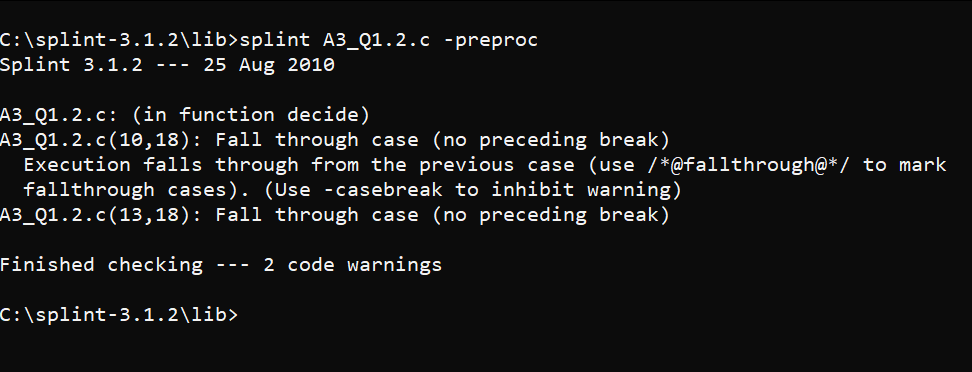 C:\splint-3.1.2\lib>splint A3_Q1.2.c -preproc
Splint 3.1.2 --- 25 Aug 2010
A3_Q1.2.c: (in function decide)
A3_Q1.2.c(10,18): Fall through case (no preceding break)
Execution falls through from the previous case (use /*@fallthrough@*/ to mark
fallthrough cases). (Use -casebreak to inhibit warning)
A3_Q1.2.c(13,18): Fall through case (no preceding break)
Finished checking --- 2 code warnings
C:\splint-3.1.2\lib>